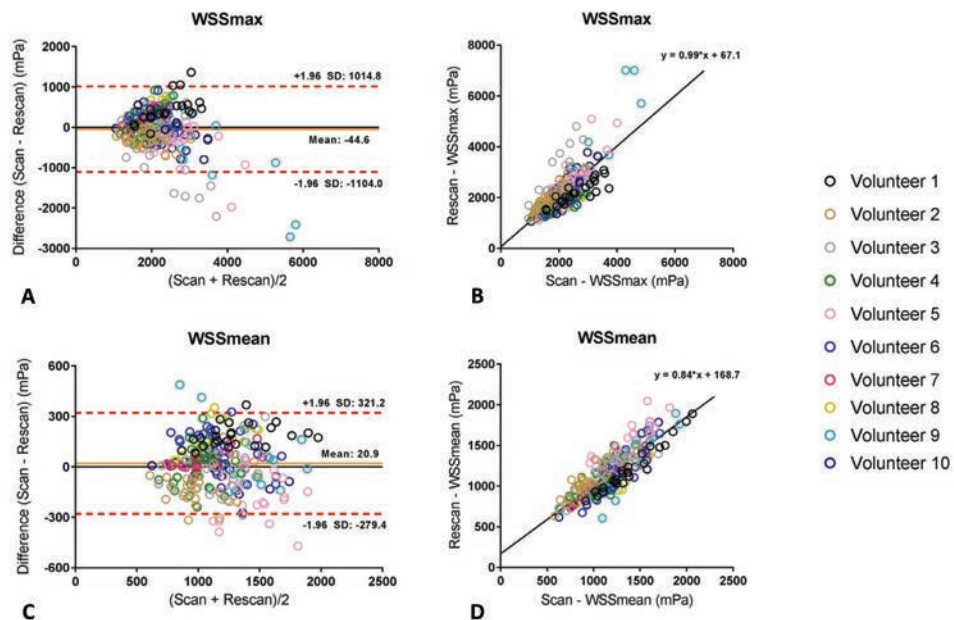 WSSmax
Difference (Scan - Rescan) (mPa)
2000
1000
0
-1000
-2000
-3000
+1.96 SD: 1014.8
Mean: -44.6
-1.96 SD: -1104.0
0 2000 4000 6000 8000
(Scan + Rescan)/2
A
WSSmax
Rescan - WSSmax (mPa)
8000
6000
4000
2000
0
y = 0.99*x + 67.1
0 2000 4000 6000 8000
Scan - WSSmax (mPa)
B
WSSmean
Difference (Scan - Rescan) (mPa)
600
300
0
-300
-600
+1.96 SD: 321.2
Mean: 20.9
-1.96 SD: -279.4
0 500 1000 1500 2000 2500
(Scan + Rescan)/2
C
WSSmean
Rescan - WSSmean (mPa)
2500
2000
1500
1000
500
0
y = 0.84*x + 168.7
0 500 1000 1500 2000 2500
Scan - WSSmean (mPa)
D
Volunteer 1
Volunteer 2
Volunteer 3
Volunteer 4
Volunteer 5
Volunteer 6
Volunteer 7
Volunteer 8
Volunteer 9
Volunteer 10